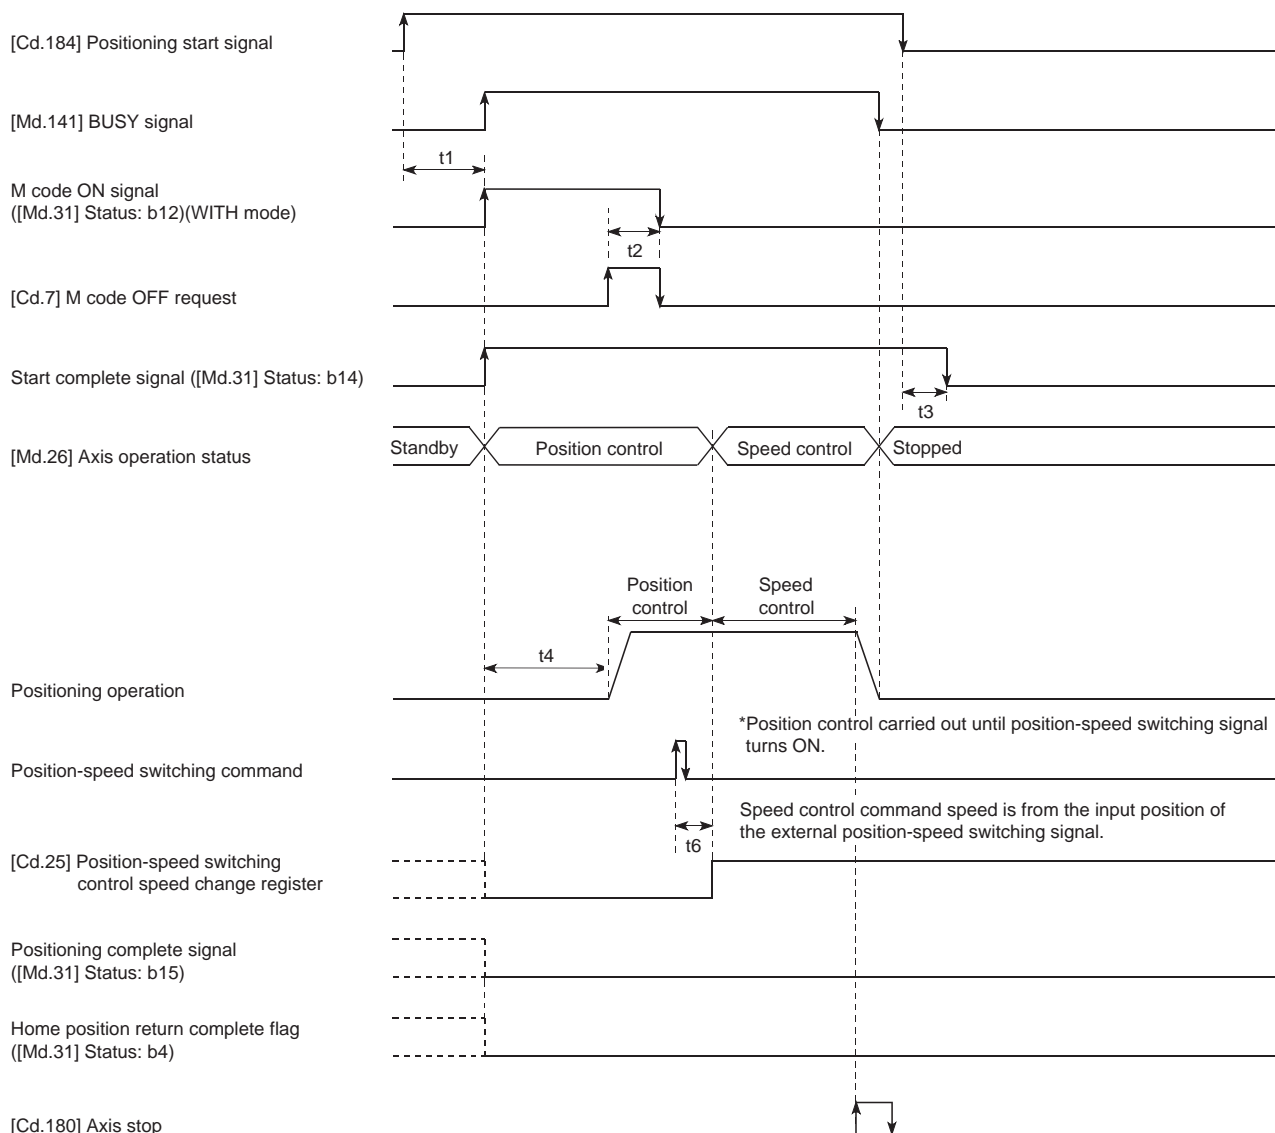 [Cd.184] Positioning start signal
[Md.141] BUSY signal
t1
M code ON signal
([Md.31] Status: b12)(WITH mode)
t2
[Cd.7] M code OFF request
Start complete signal ([Md.31] Status: b14)
t3
[Md.26] Axis operation status
Standby
Position control
Speed control
Stopped
Position
control
Speed
control
t4
Positioning operation
*Position control carried out until position-speed switching signal
turns ON.
Position-speed switching command
Speed control command speed is from the input position of
the external position-speed switching signal.
t6
[Cd.25] Position-speed switching
control speed change register
Positioning complete signal
([Md.31] Status: b15)
Home position return complete flag
([Md.31] Status: b4)
[Cd.180] Axis stop